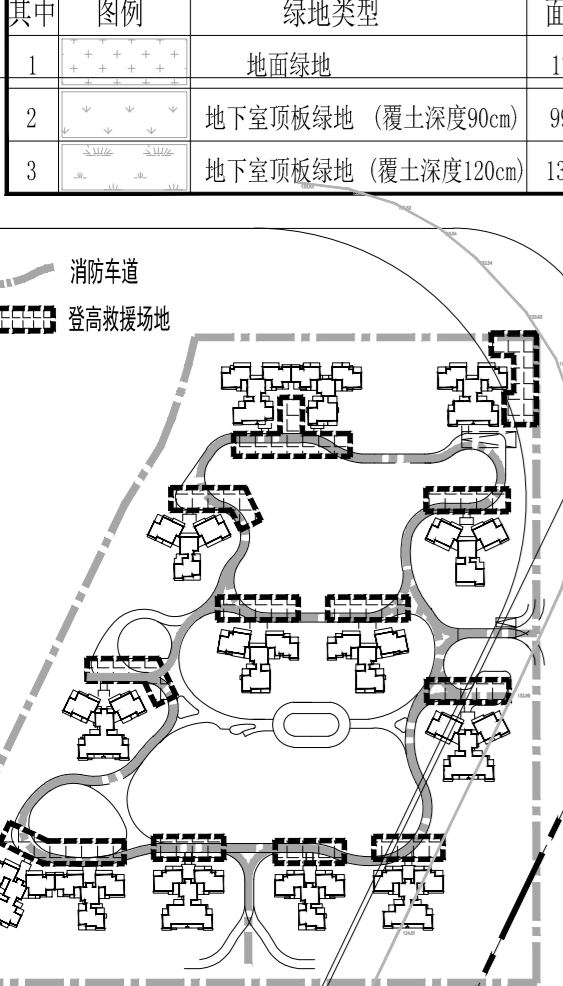 其中 图例 绿地类型
1 地面绿地
2 地下室顶板绿地 (覆土深度90cm) 99
3 地下室顶板绿地 (覆土深度120cm) 13
消防车道
登高救援场地